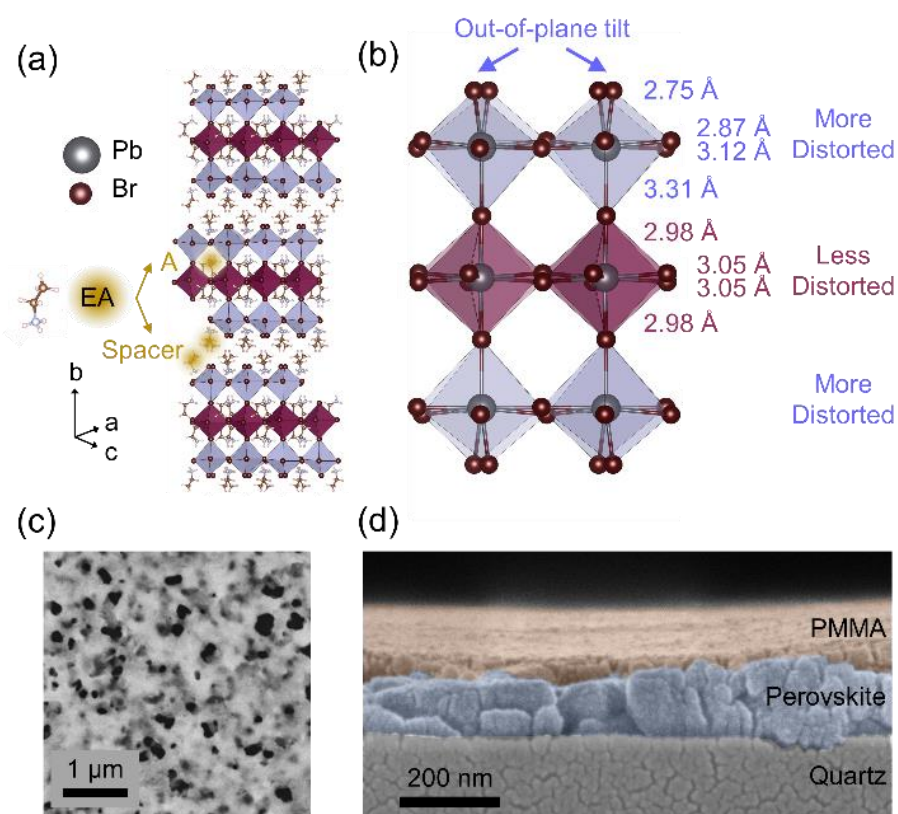 (a)
Pb
Br
A
EA
Spacer
b
a
c
(b)
Out-of-plane tilt
2.75 Å
2.87 Å
3.12 Å
More
Distorted
3.31 Å
2.98 Å
3.05 Å
3.05 Å
Less
Distorted
2.98 Å
More
Distorted
(c)
1 µm
(d)
PMMA
Perovskite
Quartz
200 nm